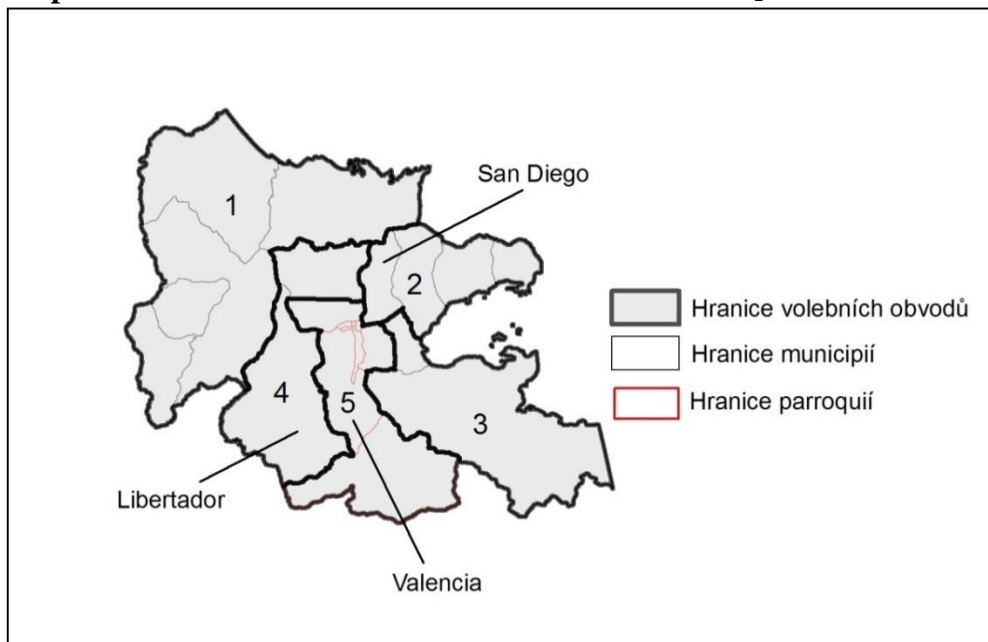 San Diego
1
2
Hranice volebních obvodů
Hranice municipií
Hranice parroquií
4
5
3
Libertador
Valencia